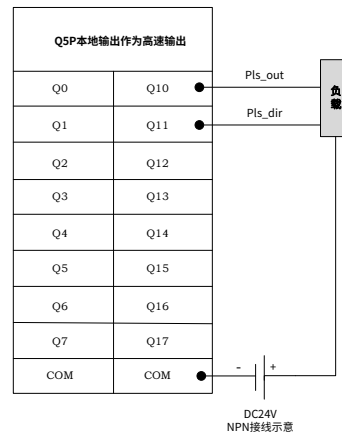 Q5P本地输出作为高速输出
Q0 Q10 Pls_out
Q1 Q11 Pls_dir
负载
Q2 Q12
Q3 Q13
Q4 Q14
Q5 Q15
Q6 Q16
Q7 Q17
COM COM - +
DC24V
NPN接线示意